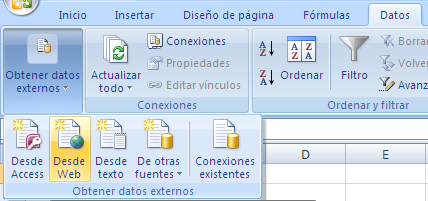 Inicio Insertar Diseño de página Fórmulas Datos
Obtener datos externos
Actualizar todo
Conexiones
Propiedades
Editar vínculos
Conexiones
A Z
Z A
Z A A Z
Ordenar
Filtro
Borra
Volver
Avanz
Ordenar y filtrar
Desde Access
Desde Web
Desde texto
De otras fuentes
Conexiones existentes
Obtener datos externos
D E